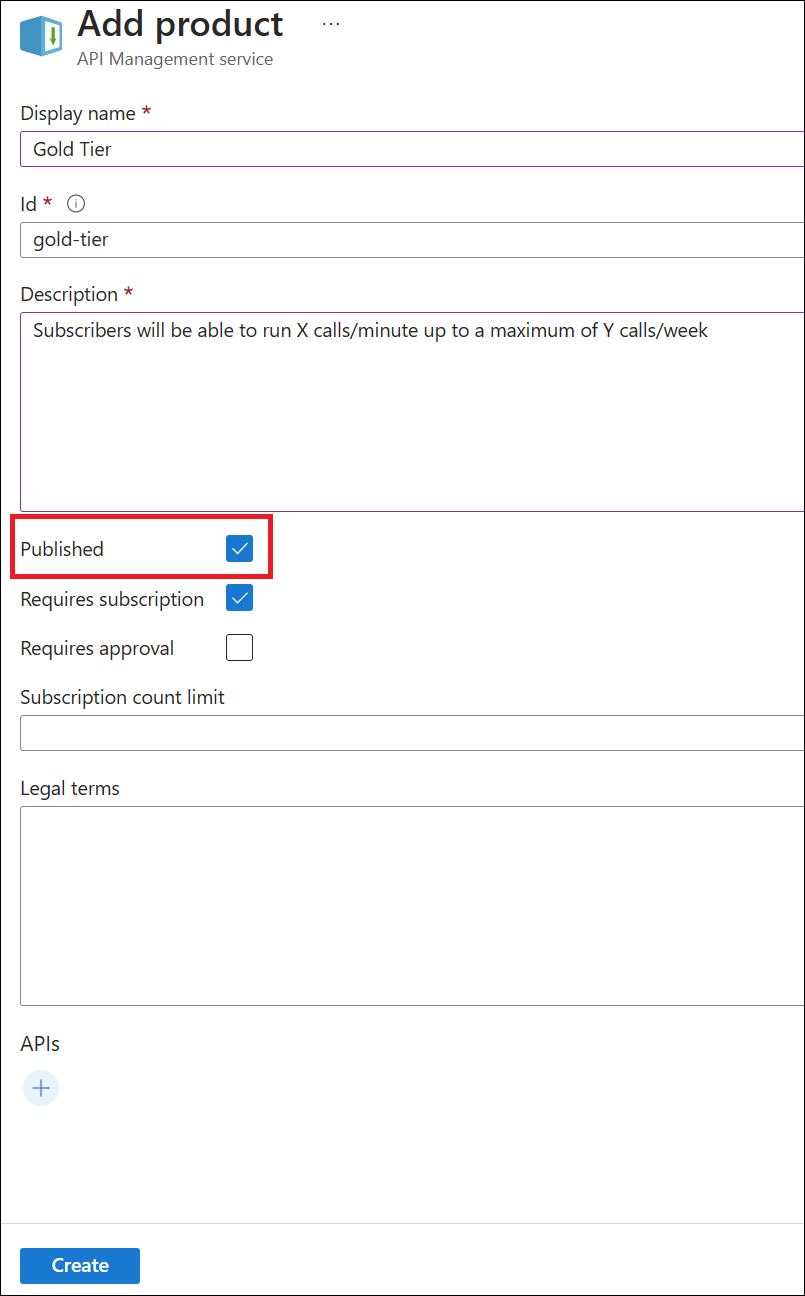 Add product ...
API Management service
Display name *
Gold Tier
Id *
gold-tier
Description *
Subscribers will be able to run X calls/minute up to a maximum of Y calls/week
Published
Requires subscription
Requires approval
Subscription count limit
Legal terms
APIs
Create